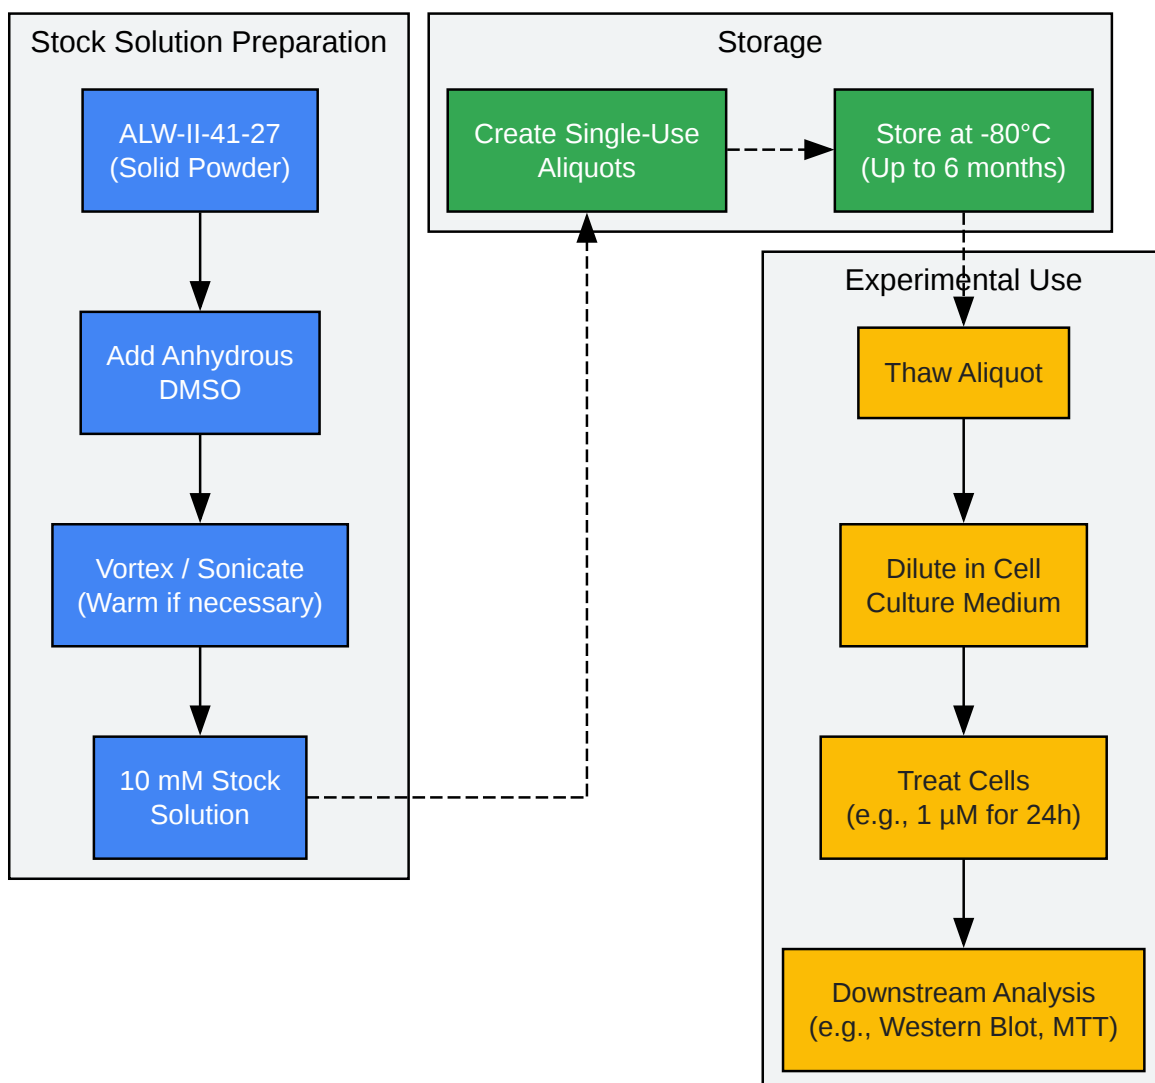 Stock Solution Preparation
ALW-II-41-27
(Solid Powder)
Add Anhydrous
DMSO
Vortex / Sonicate
(Warm if necessary)
10 mM Stock
Solution
Storage
Create Single-Use
Aliquots
Store at -80°C
(Up to 6 months)
Experimental Use
Thaw Aliquot
Dilute in Cell
Culture Medium
Treat Cells
(e.g., 1 µM for 24h)
Downstream Analysis
(e.g., Western Blot, MTT)